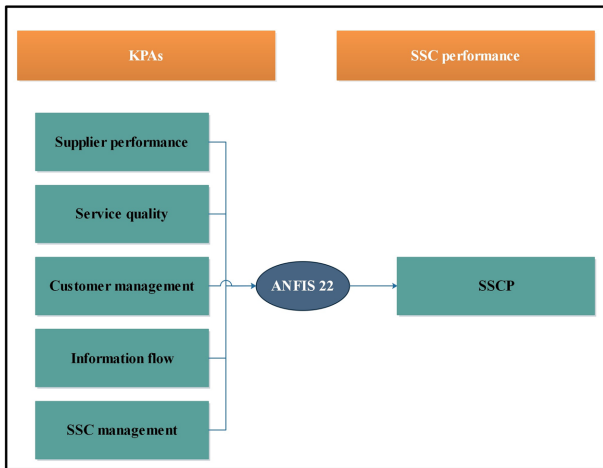 KPAs
SSC performance
Supplier performance
Service quality
Customer management
ANFIS 22
SSCP
Information flow
SSC management